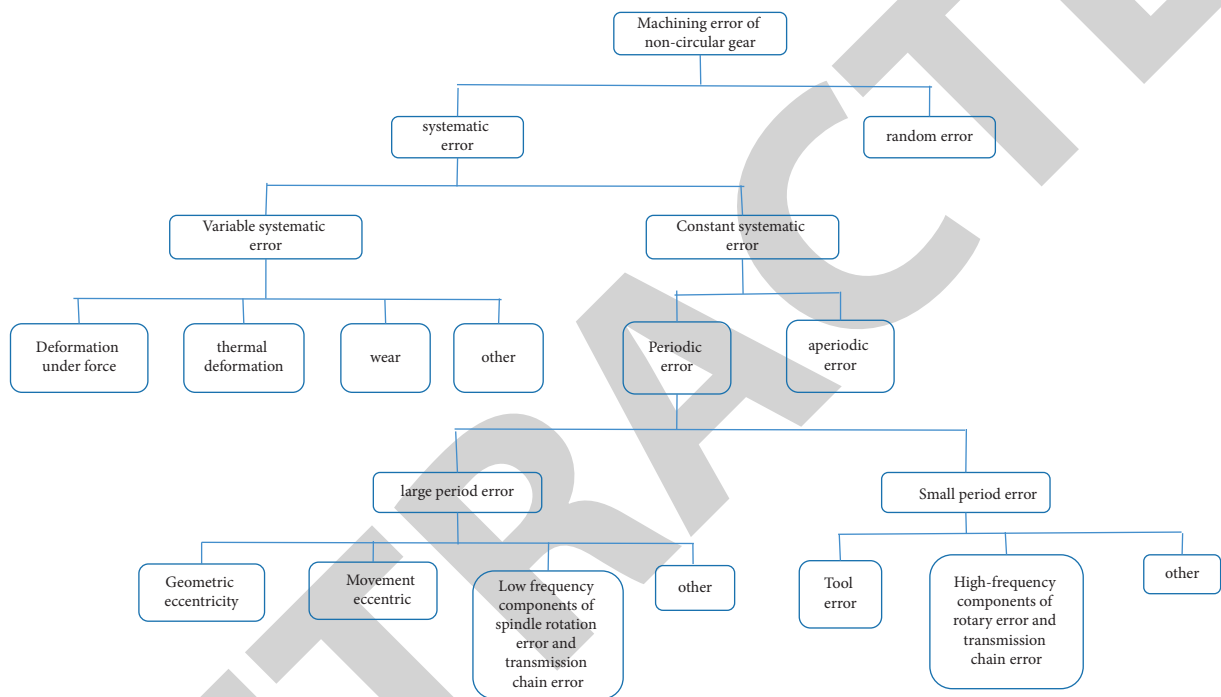 Machining error of
non-circular gear
systematic
error
random error
Variable systematic
error
Constant systematic
error
Deformation
under force
thermal
deformation
wear
other
Periodic
error
aperiodic
error
large period error
Small period error
Geometric
eccentricity
Movement
eccentric
Low frequency
components of
spindle rotation
error and
transmission
chain error
other
Tool
error
High-frequency
components of
rotary error and
transmission
chain error
other